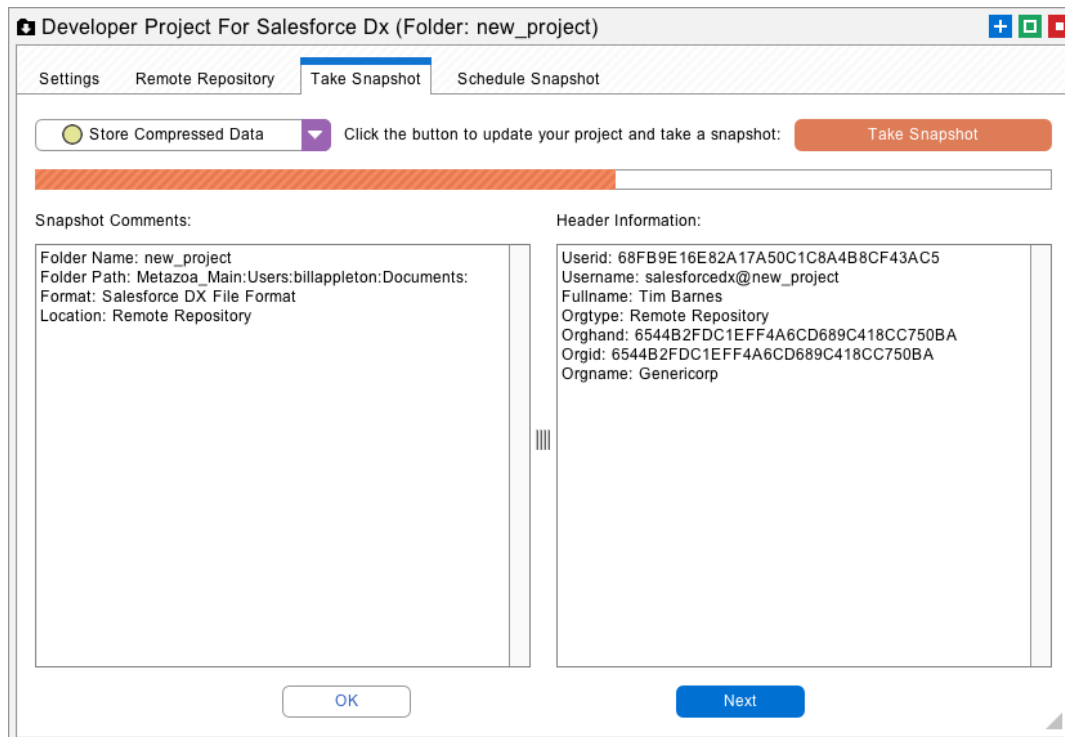 Developer Project For Salesforce Dx (Folder: new_project)
Settings Remote Repository Take Snapshot Schedule Snapshot
Store Compressed Data Click the button to update your project and take a snapshot: Take Snapshot
Snapshot Comments:
Folder Name: new_project
Folder Path: Metazoa_Main:Users:billappleton:Documents:
Format: Salesforce DX File Format
Location: Remote Repository
Header Information:
Userid: 68FB9E16E82A17A50C1C8A4B8CF43AC5
Username: salesforcedx@new_project
Fullname: Tim Barnes
Orgtype: Remote Repository
Orghand: 6544B2FDC1EFF4A6CD689C418CC750BA
Orgid: 6544B2FDC1EFF4A6CD689C418CC750BA
Orgname: Genericorp
OK Next